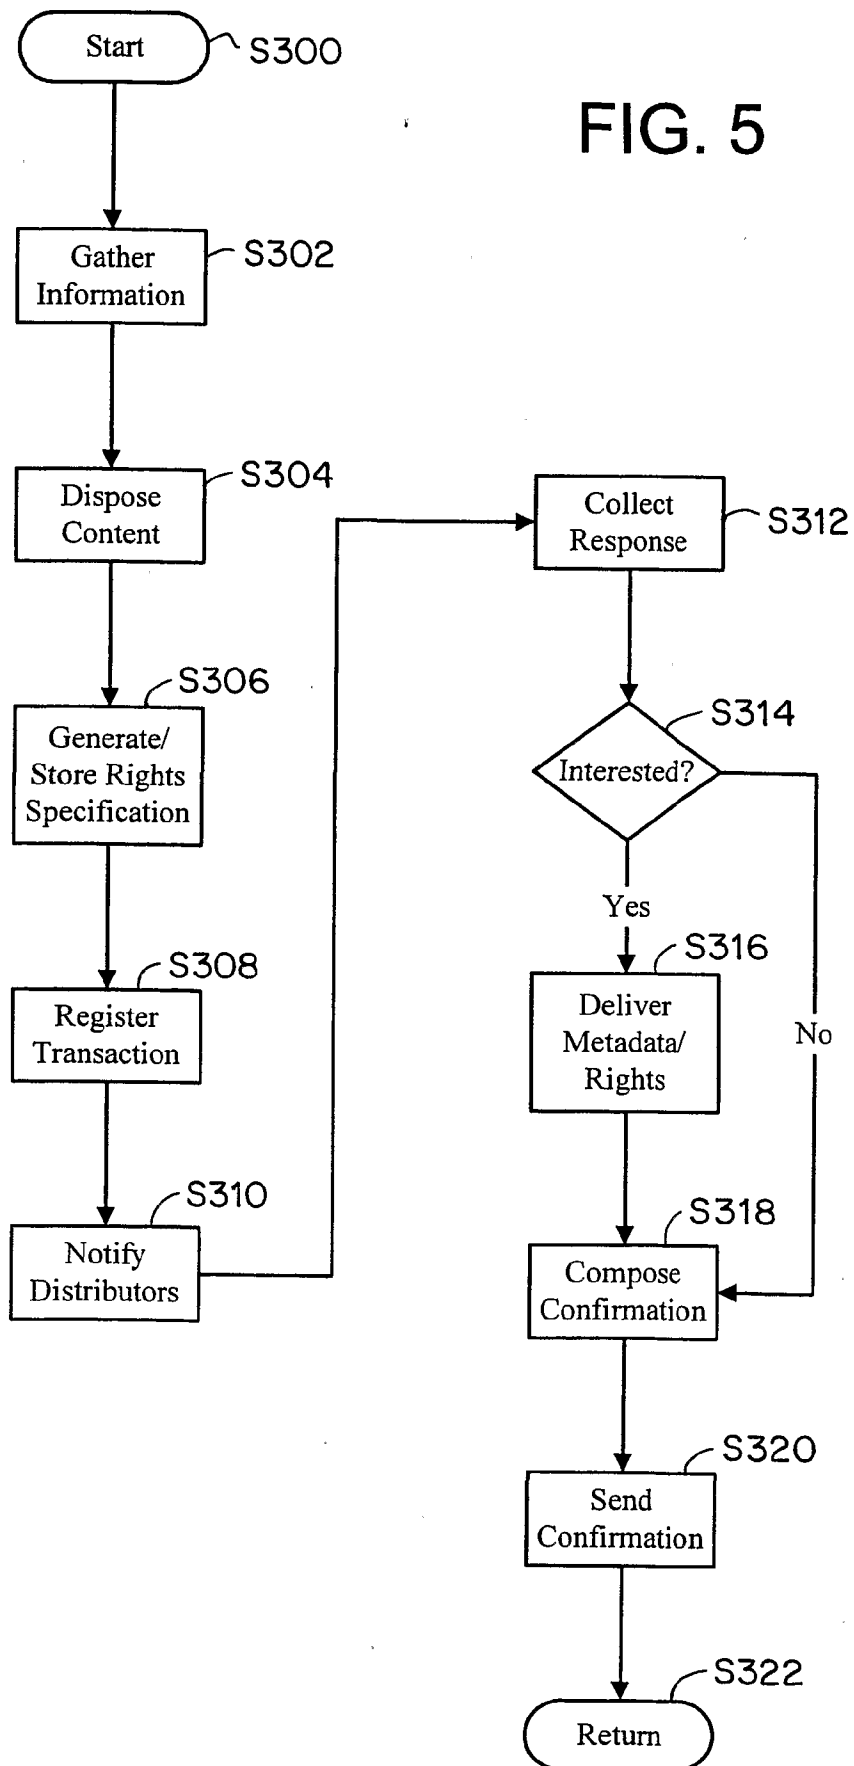 Start
S300
FIG. 5
Gather
Information
S302
Dispose
Content
S304
Generate/
Store Rights
Specification
S306
Register
Transaction
S308
Notify
Distributors
S310
Collect
Response
S312
Interested?
S314
Yes
No
Deliver
Metadata/
Rights
S316
Compose
Confirmation
S318
Send
Confirmation
S320
Return
S322